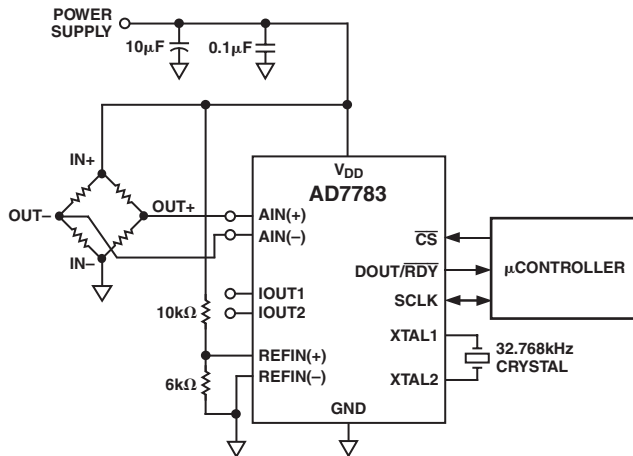 POWER
SUPPLY
10µF
0.1µF
IN+
OUT–
OUT+
IN–
VDD
AD7783
AIN(+)
AIN(–)
IOUT1
IOUT2
REFIN(+)
REFIN(–)
10kΩ
6kΩ
GND
CS
DOUT/RDY
SCLK
XTAL1
XTAL2
µCONTROLLER
32.768kHz
CRYSTAL